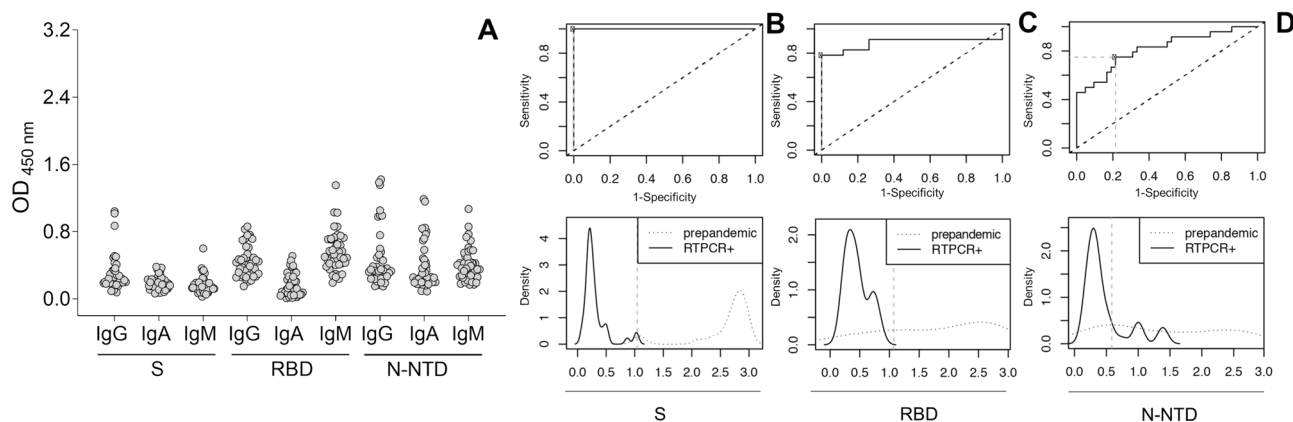 A
OD 450 nm
3.2
2.4
1.6
0.8
0.0
IgG IgA IgM IgG IgA IgM IgG IgA IgM
S RBD N-NTD
B
Sensitivity
0.8
0.4
0.0
0.0 0.2 0.4 0.6 0.8 1.0
1-Specificity
C
Sensitivity
0.8
0.4
0.0
0.0 0.2 0.4 0.6 0.8 1.0
1-Specificity
D
Sensitivity
0.8
0.4
0.0
0.0 0.2 0.4 0.6 0.8 1.0
1-Specificity
Density
4
3
2
1
0
prepandemic
RTPCR+
0.0 0.5 1.0 1.5 2.0 2.5 3.0
S
Density
2.0
1.0
0.0
prepandemic
RTPCR+
0.0 0.5 1.0 1.5 2.0 2.5 3.0
RBD
Density
2.0
1.0
0.0
prepandemic
RTPCR+
0.0 0.5 1.0 1.5 2.0 2.5 3.0
N-NTD